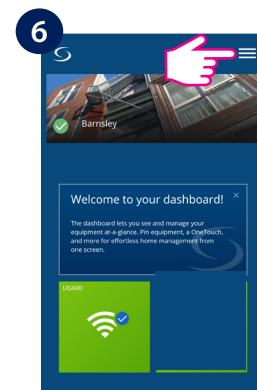 6
Barnsley
Welcome to your dashboard!
The dashboard lets you see and manage your
equipment at-a-glance. Pin equipment, a OneTouch,
and more for effortless home management from
one screen.
UG600